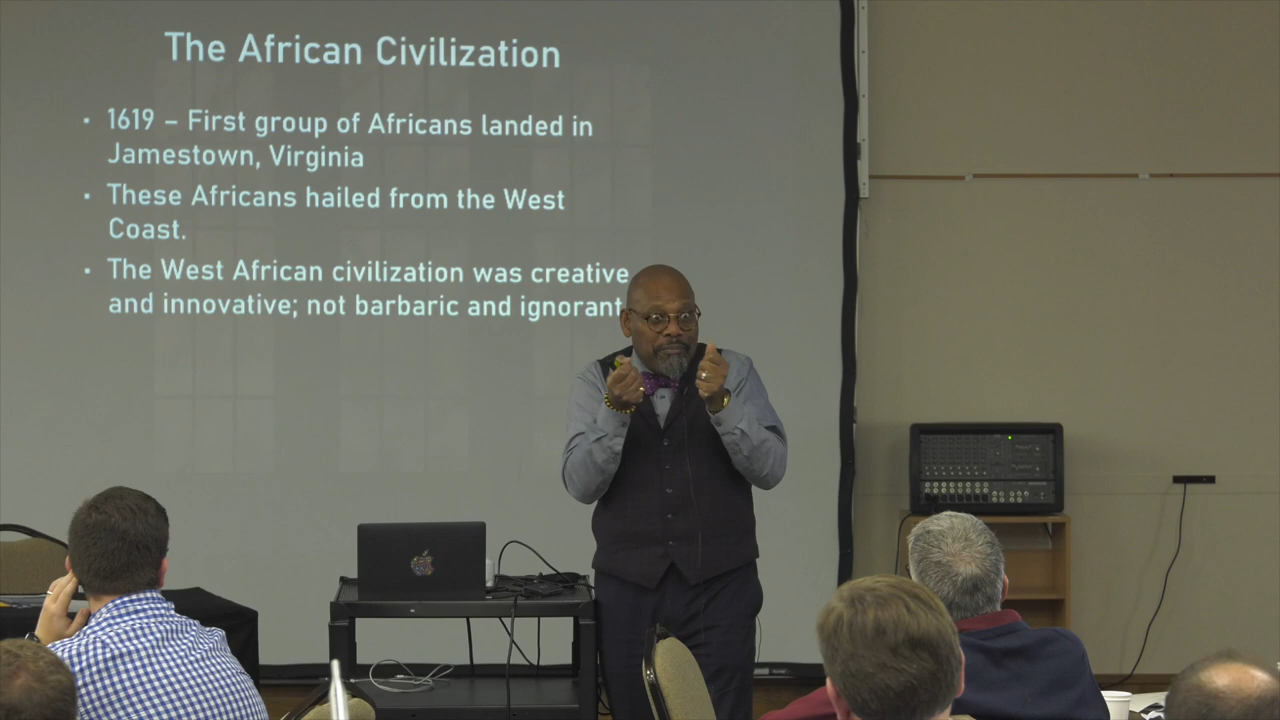 The African Civilization
▪ 1619 – First group of Africans landed in
Jamestown, Virginia
▪ These Africans hailed from the West
Coast.
▪ The West African civilization was creative
and innovative; not barbaric and ignorant